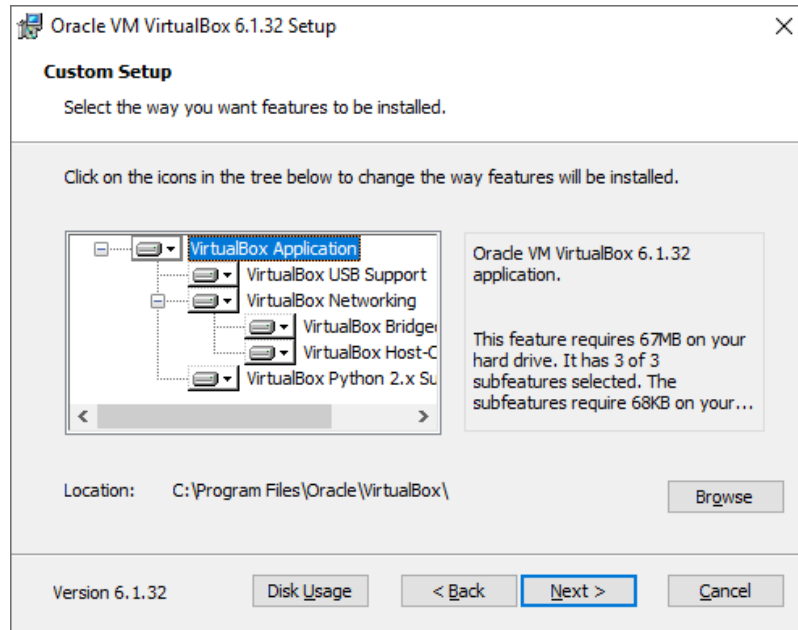 Oracle VM VirtualBox 6.1.32 Setup
Custom Setup
Select the way you want features to be installed.
Click on the icons in the tree below to change the way features will be installed.
VirtualBox Application
VirtualBox USB Support
VirtualBox Networking
VirtualBox Bridge
VirtualBox Host-C
VirtualBox Python 2.x Su
Oracle VM VirtualBox 6.1.32
application.
This feature requires 67MB on your
hard drive. It has 3 of 3
subfeatures selected. The
subfeatures require 68KB on your...
Location: C:\Program Files\Oracle\VirtualBox\
Browse
Version 6.1.32
Disk Usage
< Back
Next >
Cancel